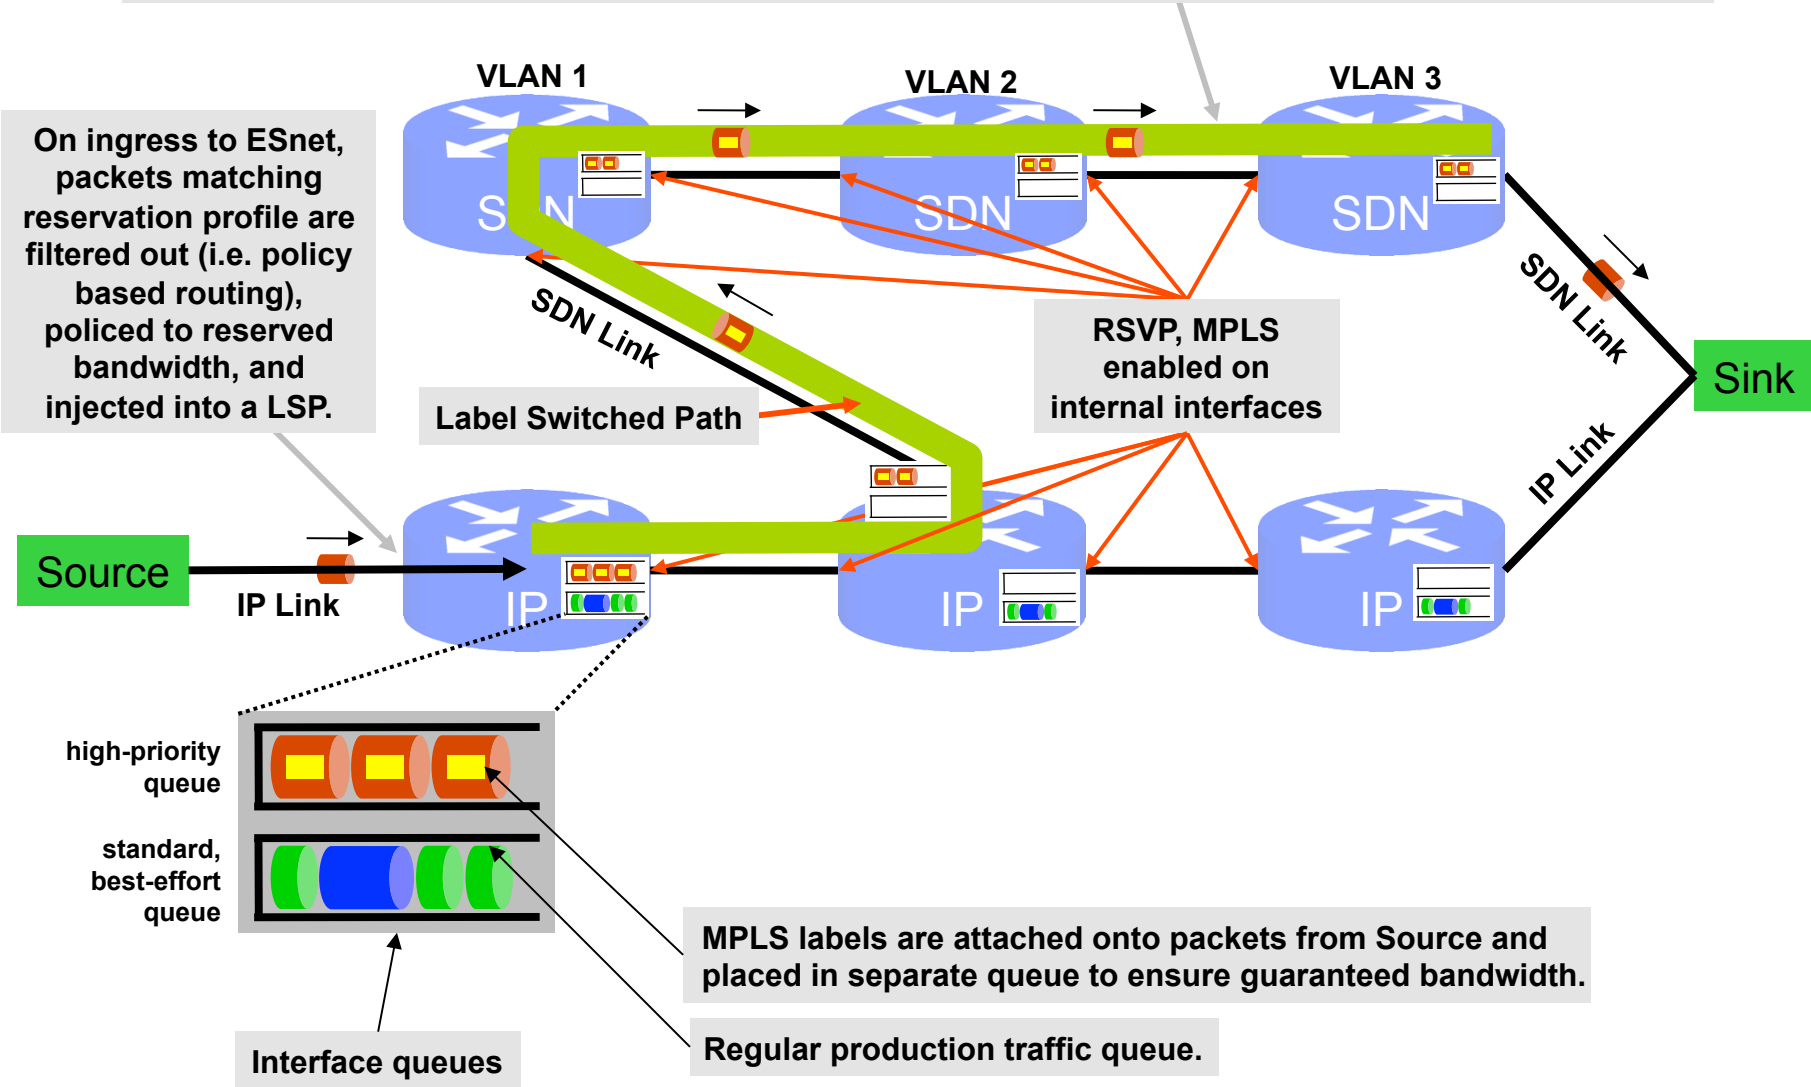 VLAN 1
VLAN 2
VLAN 3
On ingress to ESnet,
packets matching
reservation profile are
filtered out (i.e. policy
based routing),
policed to reserved
bandwidth, and
injected into a LSP.
SDN
SDN
SDN
SDN Link
SDN Link
RSVP, MPLS
enabled on
internal interfaces
Sink
Label Switched Path
IP Link
Source
IP Link
IP
IP
IP
high-priority
queue
standard,
best-effort
queue
MPLS labels are attached onto packets from Source and
placed in separate queue to ensure guaranteed bandwidth.
Regular production traffic queue.
Interface queues